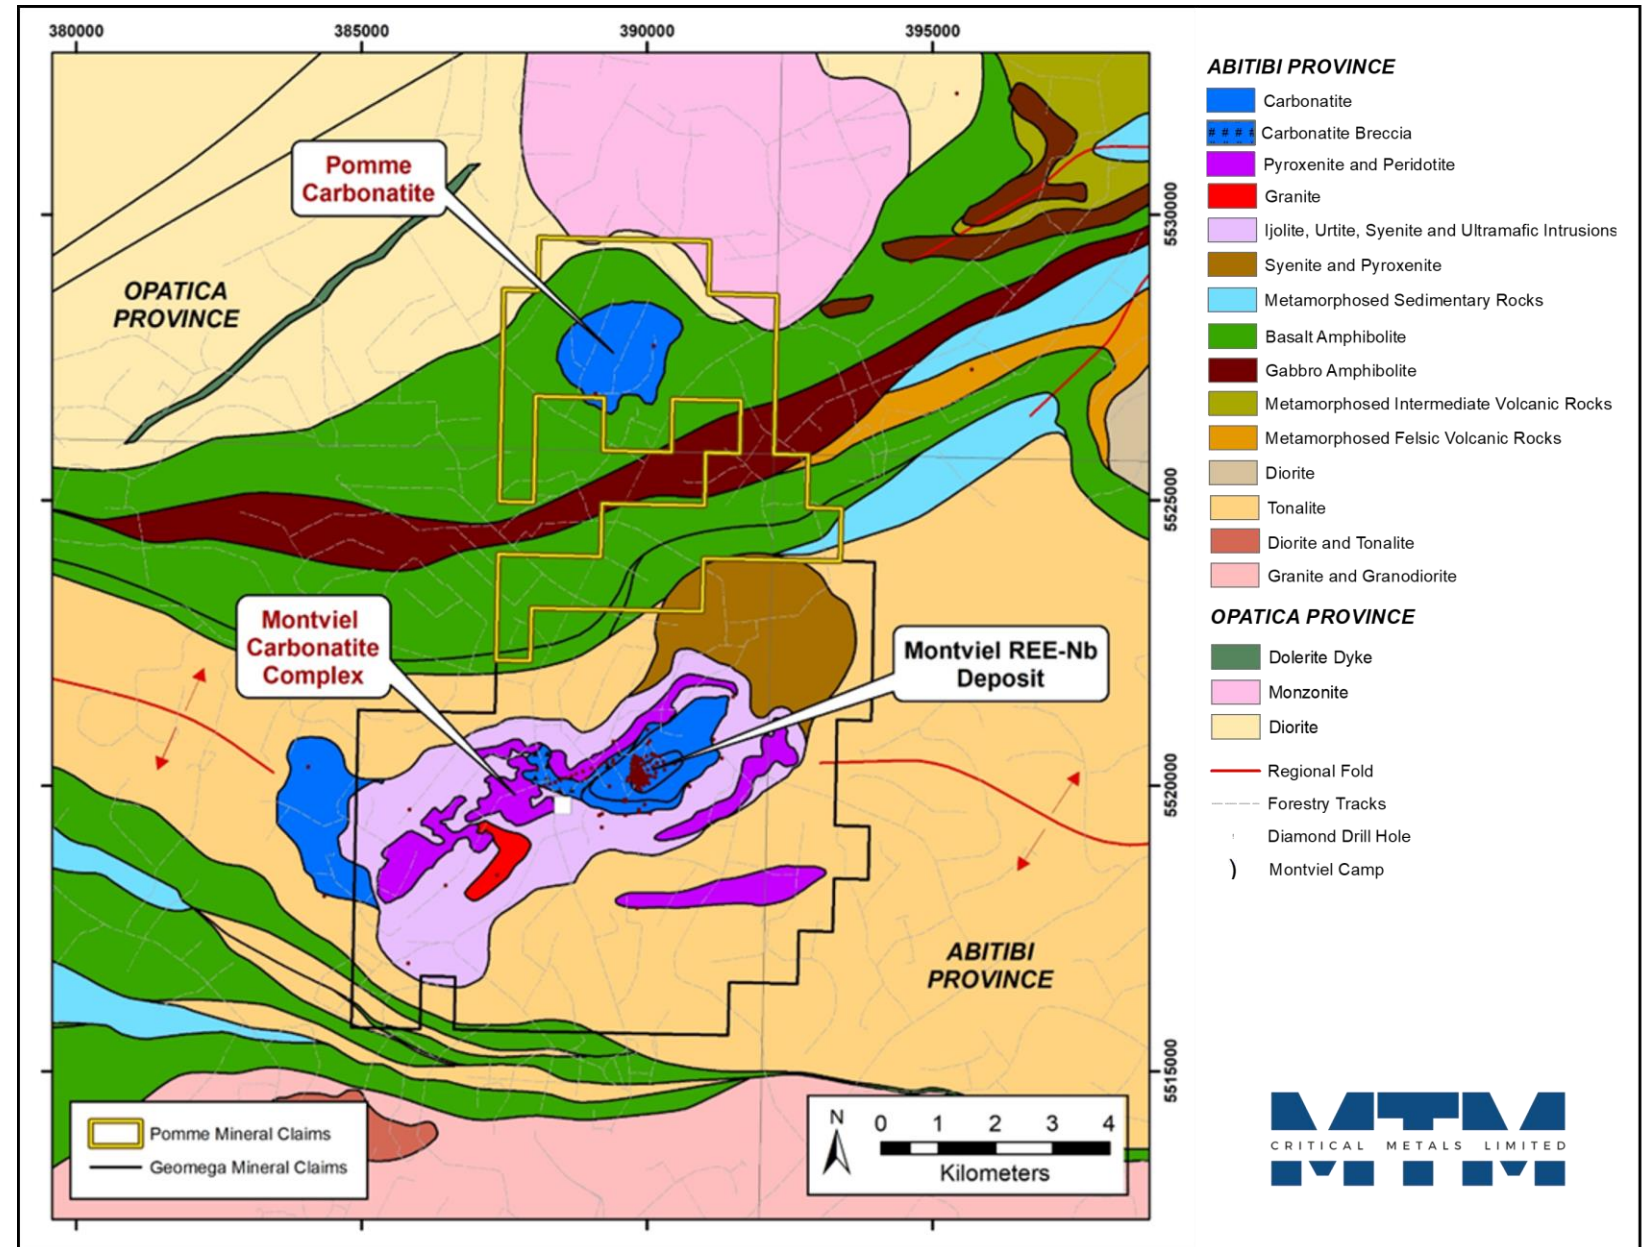 380000
385000
390000
395000
5530000
5525000
5520000
5515000
Pomme
Carbonatite
OPATICA
PROVINCE
Montviel
Carbonatite
Complex
Montviel REE-Nb
Deposit
ABITIBI
PROVINCE
Pomme Mineral Claims
Geomega Mineral Claims
N
0 1 2 3 4
Kilometers
ABITIBI PROVINCE
Carbonatite
Carbonatite Breccia
Pyroxenite and Peridotite
Granite
Ijolite, Urtite, Syenite and Ultramafic Intrusions
Syenite and Pyroxenite
Metamorphosed Sedimentary Rocks
Basalt Amphibolite
Gabbro Amphibolite
Metamorphosed Intermediate Volcanic Rocks
Metamorphosed Felsic Volcanic Rocks
Diorite
Tonalite
Diorite and Tonalite
Granite and Granodiorite
OPATICA PROVINCE
Dolerite Dyke
Monzonite
Diorite
Regional Fold
Forestry Tracks
Diamond Drill Hole
Montviel Camp
MTM
CRITICAL METALS LIMITED